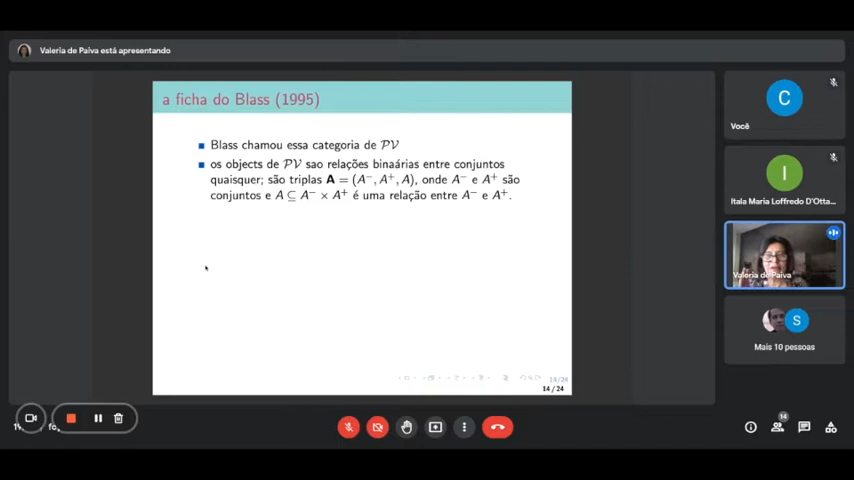 Valeria de Paiva está apresentando
a ficha do Blass (1995)
Blass chamou essa categoria de PV
os objects de PV sao relações binaárias entre conjuntos
quaisquer; são triplas A = (A⁻, A⁺, A), onde A⁻ e A⁺ são
conjuntos e A ⊆ A⁻ × A⁺ é uma relação entre A⁻ e A⁺.
14/24
14 / 24
C
Você
I
Itala Maria Loffredo D'Otta...
Valeria de Paiva
S
Mais 10 pessoas
14